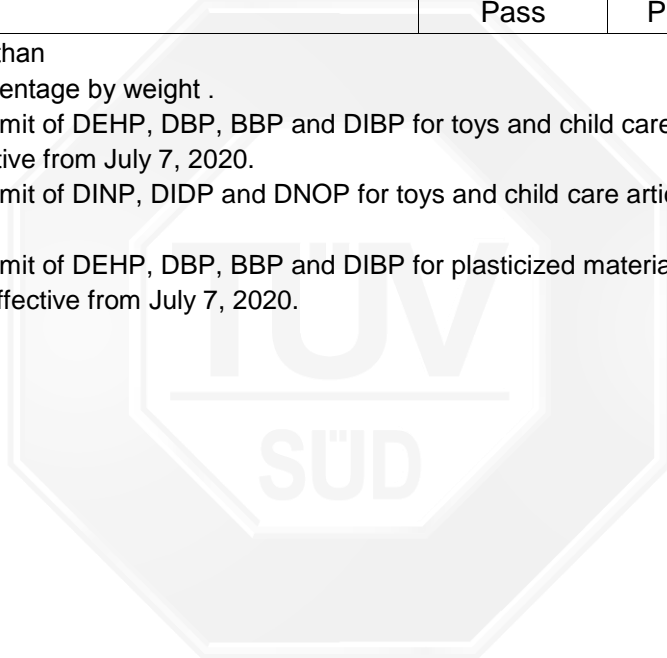 Pass P
than
entage by weight .
mit of DEHP, DBP, BBP and DIBP for toys and child care
tive from July 7, 2020.
mit of DINP, DIDP and DNOP for toys and child care arti
mit of DEHP, DBP, BBP and DIBP for plasticized materia
ffective from July 7, 2020.
TÜV
SÜD